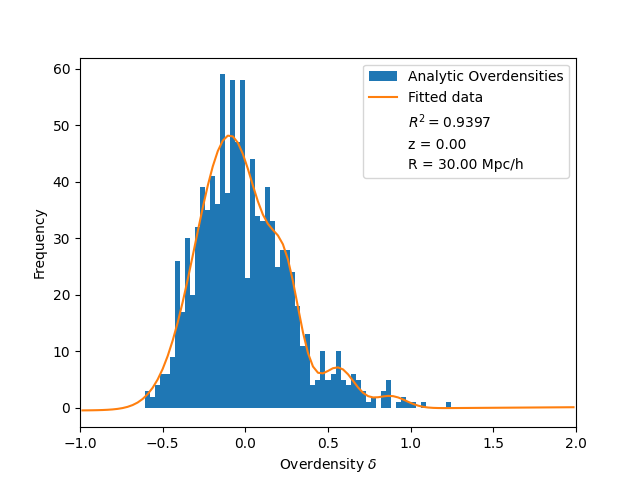 60
50
40
30
20
10
0
Frequency
Analytic Overdensities
Fitted data
R² = 0.9397
z = 0.00
R = 30.00 Mpc/h
−1.0 −0.5 0.0 0.5 1.0 1.5 2.0
Overdensity δ